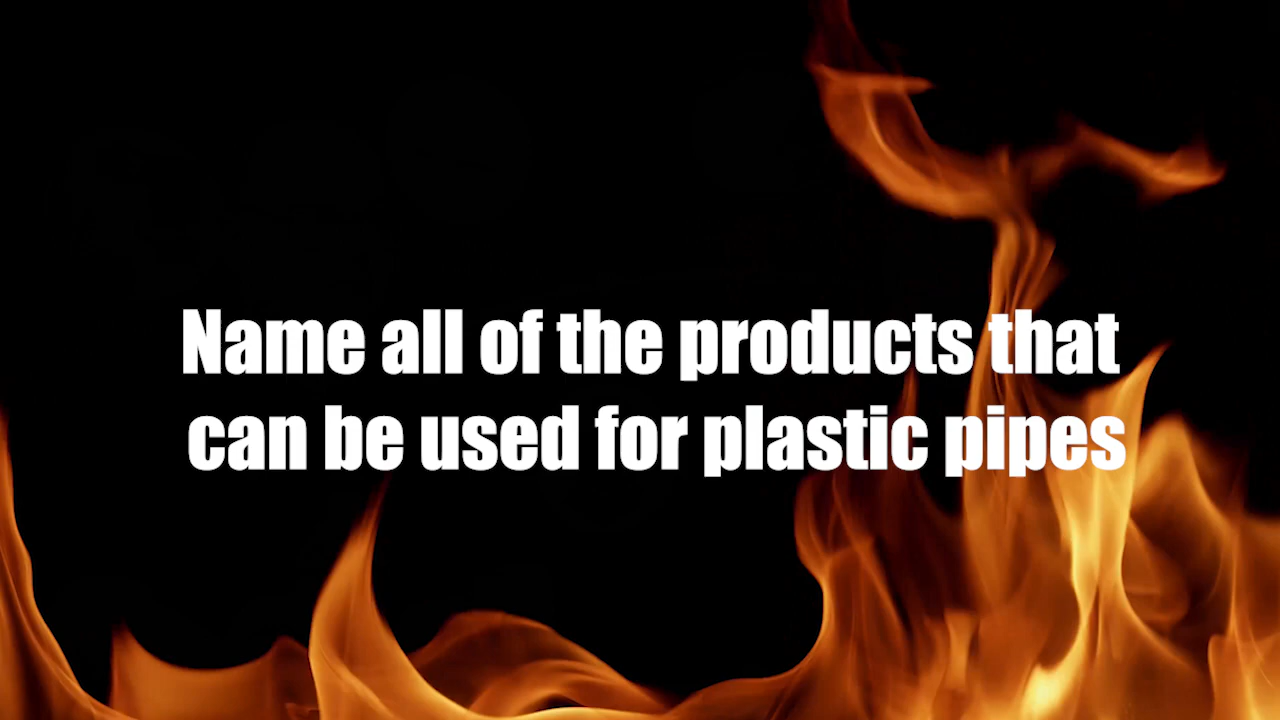 Name all of the products that
can be used for plastic pipes